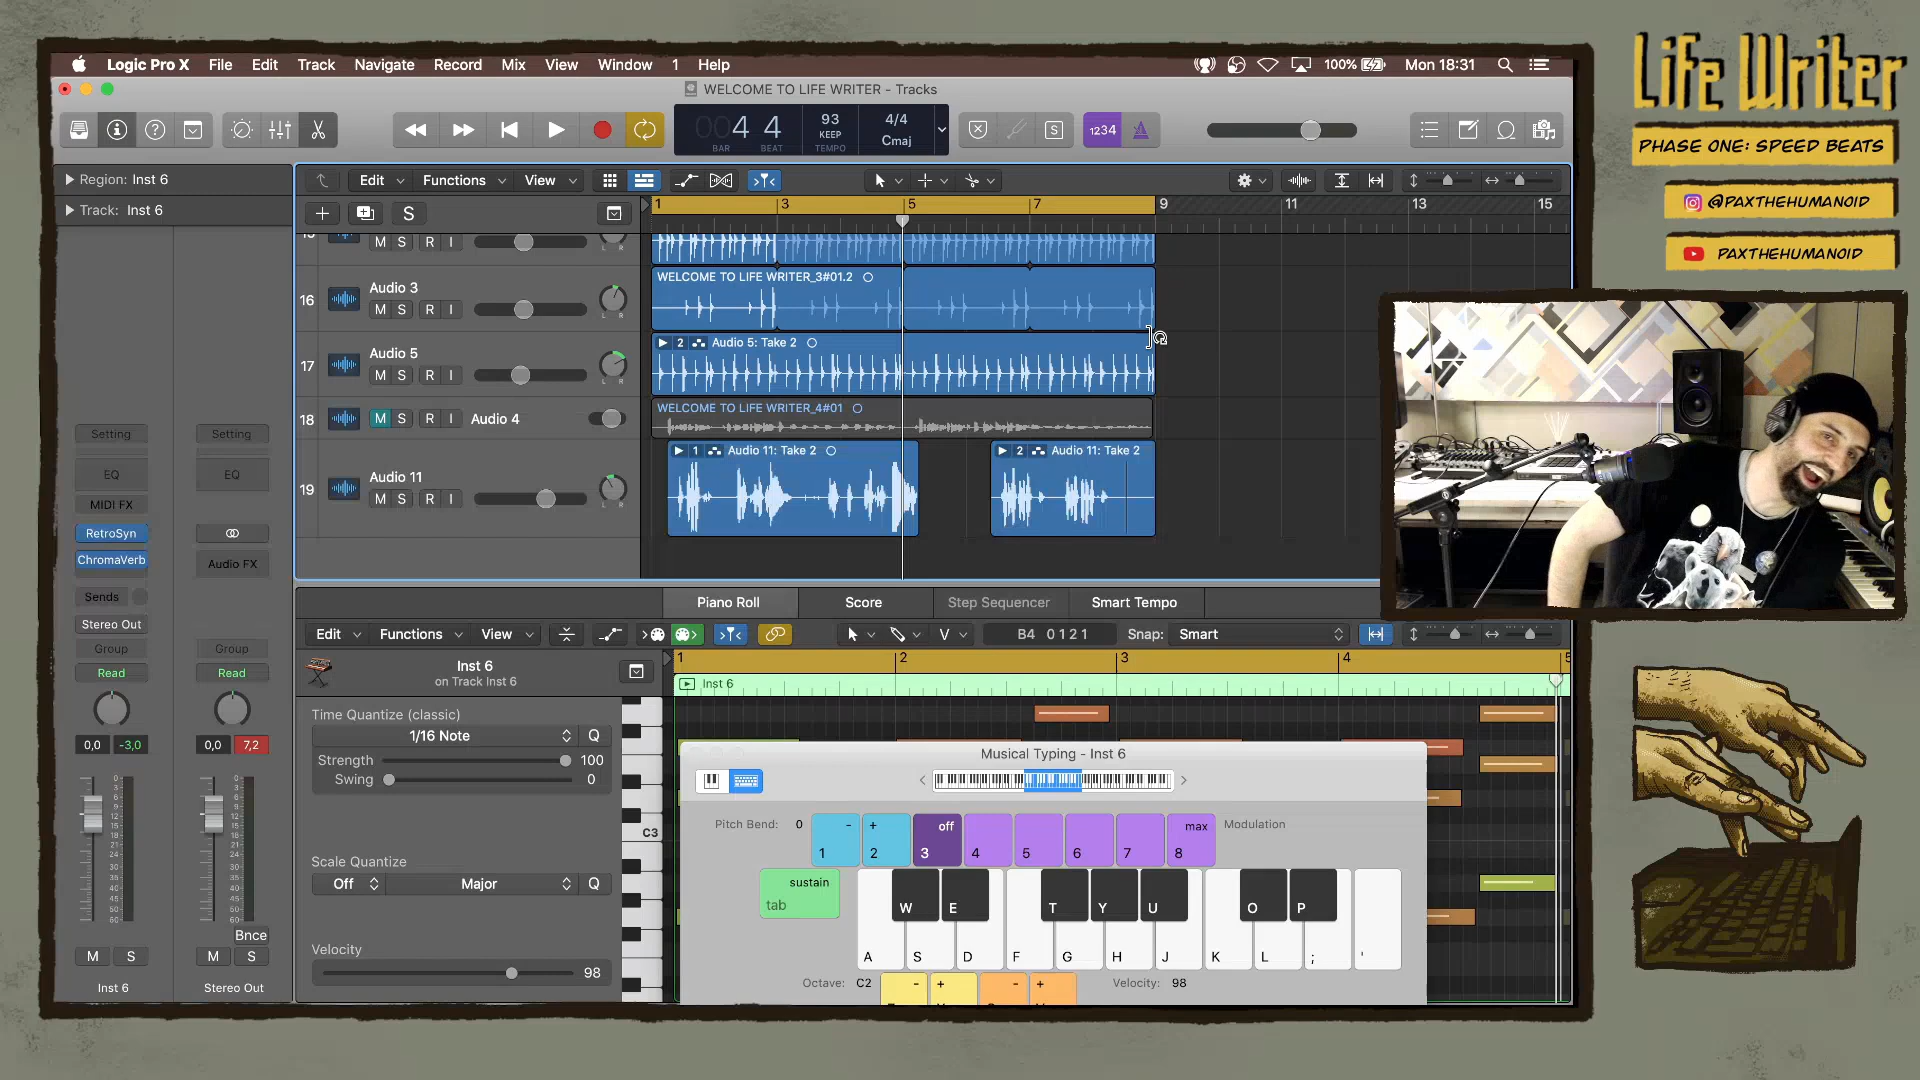 Logic Pro X File Edit Track Navigate Record Mix View Window 1 Help
100% Mon 18:31
WELCOME TO LIFE WRITER - Tracks
4 4
BAR BEAT
93
KEEP
TEMPO
4/4
Cmaj
1234
Life Writer
PHASE ONE: SPEED BEATS
@PAXTHEHUMANOID
PAXTHEHUMANOID
Region: Inst 6
Track: Inst 6
Edit Functions View
S
1 3 5 7 9 11 13 15
M S R I
16 Audio 3
M S R I
L R
WELCOME TO LIFE WRITER_3#01.2
17 Audio 5
M S R I
L R
2 Audio 5: Take 2
18 M S R I Audio 4
WELCOME TO LIFE WRITER_4#01
19 Audio 11
M S R I
L R
1 Audio 11: Take 2
2 Audio 11: Take 2
Setting Setting
EQ EQ
MIDI FX
RetroSyn
ChromaVerb Audio FX
Sends
Stereo Out
Group Group
Read Read
0,0 -3,0 0,0 7,2
Bnce
M S M S
Inst 6 Stereo Out
Piano Roll Score Step Sequencer Smart Tempo
Edit Functions View
V B4 0 1 2 1 Snap: Smart
Inst 6
on Track Inst 6
1 2 3 4 5
Inst 6
Time Quantize (classic)
1/16 Note Q
Strength 100
Swing 0
Scale Quantize
Off Major Q
Velocity
98
C3
Musical Typing - Inst 6
Pitch Bend: 0 - + off max Modulation
1 2 3 4 5 6 7 8
sustain
tab
W E T Y U O P
A S D F G H J K L ; '
Octave: C2 - + - + Velocity: 98